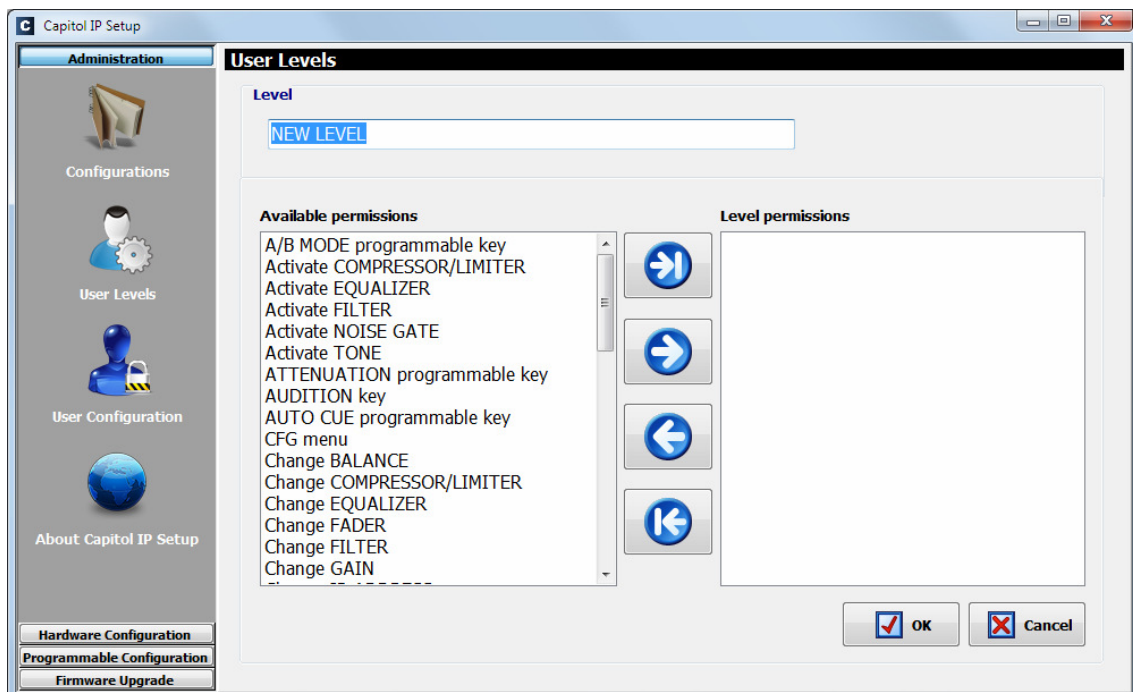 Capitol IP Setup
Administration
Configurations
User Levels
User Configuration
About Capitol IP Setup
Hardware Configuration
Programmable Configuration
Firmware Upgrade
User Levels
Level
NEW LEVEL
Available permissions
A/B MODE programmable key
Activate COMPRESSOR/LIMITER
Activate EQUALIZER
Activate FILTER
Activate NOISE GATE
Activate TONE
ATTENUATION programmable key
AUDITION key
AUTO CUE programmable key
CFG menu
Change BALANCE
Change COMPRESSOR/LIMITER
Change EQUALIZER
Change FADER
Change FILTER
Change GAIN
Level permissions
OK
Cancel